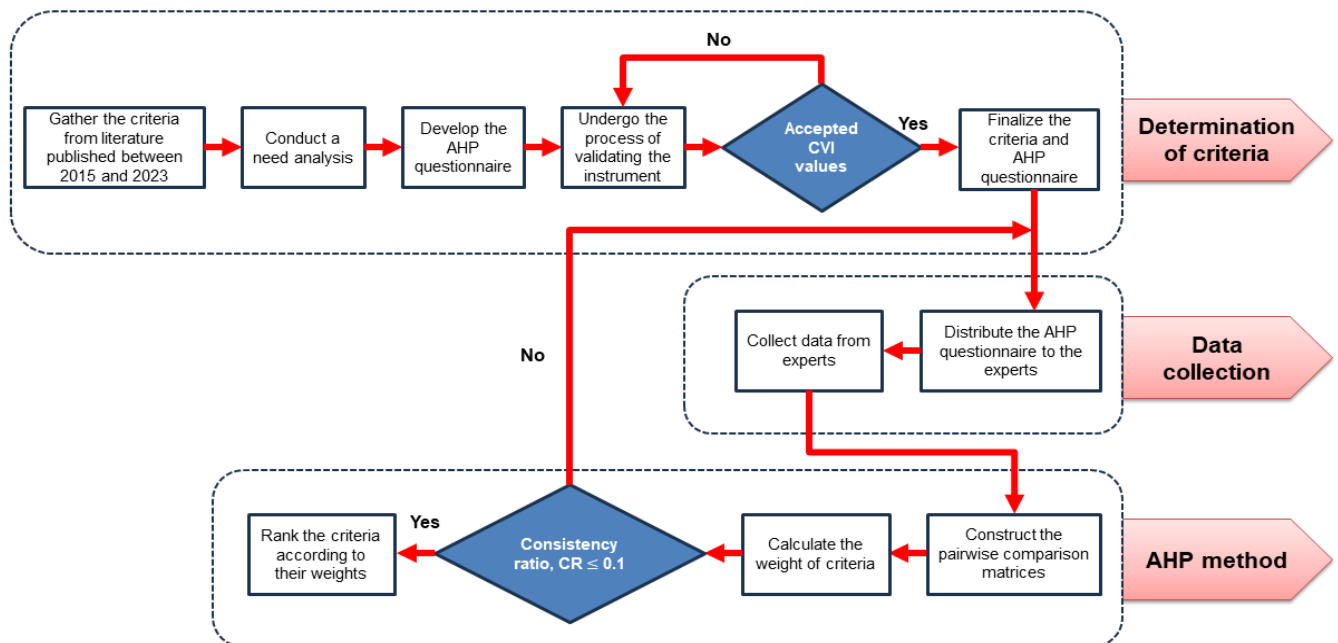 No
Gather the criteria
from literature
published between
2015 and 2023
Conduct a
need analysis
Develop the
AHP
questionnaire
Undergo the
process of
validating the
instrument
Accepted
CVI
values
Yes
Finalize the
criteria and
AHP
questionnaire
Determination
of criteria
No
Collect data from
experts
Distribute the AHP
questionnaire to the
experts
Data
collection
Rank the criteria
according to
their weights
Yes
Consistency
ratio, CR ≤ 0.1
Calculate the
weight of criteria
Construct the
pairwise comparison
matrices
AHP method